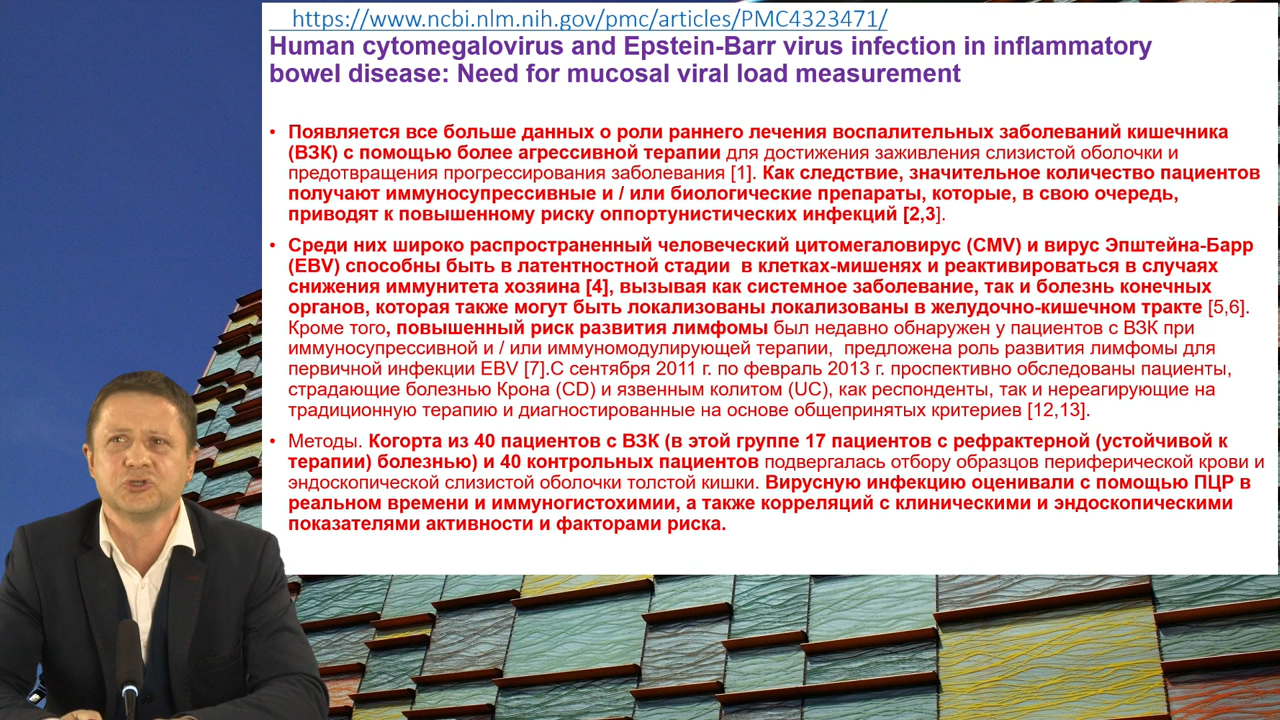 https://www.ncbi.nlm.nih.gov/pmc/articles/PMC4323471/
Human cytomegalovirus and Epstein-Barr virus infection in inflammatory
bowel disease: Need for mucosal viral load measurement
• Появляется все больше данных о роли раннего лечения воспалительных заболеваний кишечника
(ВЗК) с помощью более агрессивной терапии для достижения заживления слизистой оболочки и
предотвращения прогрессирования заболевания [1]. Как следствие, значительное количество пациентов
получают иммуносупрессивные и / или биологические препараты, которые, в свою очередь,
приводят к повышенному риску оппортунистических инфекций [2,3].
• Среди них широко распространенный человеческий цитомегаловирус (CMV) и вирус Эпштейна-Барр
(EBV) способны быть в латентностной стадии в клетках-мишенях и реактивироваться в случаях
снижения иммунитета хозяина [4], вызывая как системное заболевание, так и болезнь конечных
органов, которая также могут быть локализованы локализованы в желудочно-кишечном тракте [5,6].
Кроме того, повышенный риск развития лимфомы был недавно обнаружен у пациентов с ВЗК при
иммуносупрессивной и / или иммуномодулирующей терапии, предложена роль развития лимфомы для
первичной инфекции EBV [7].С сентября 2011 г. по февраль 2013 г. проспективно обследованы пациенты,
страдающие болезнью Крона (CD) и язвенным колитом (UC), как респонденты, так и нереагирующие на
традиционную терапию и диагностированные на основе общепринятых критериев [12,13].
• Методы. Когорта из 40 пациентов с ВЗК (в этой группе 17 пациентов с рефрактерной (устойчивой к
терапии) болезнью) и 40 контрольных пациентов подвергалась отбору образцов периферической крови и
эндоскопической слизистой оболочки толстой кишки. Вирусную инфекцию оценивали с помощью ПЦР в
реальном времени и иммуногистохимии, а также корреляций с клиническими и эндоскопическими
показателями активности и факторами риска.